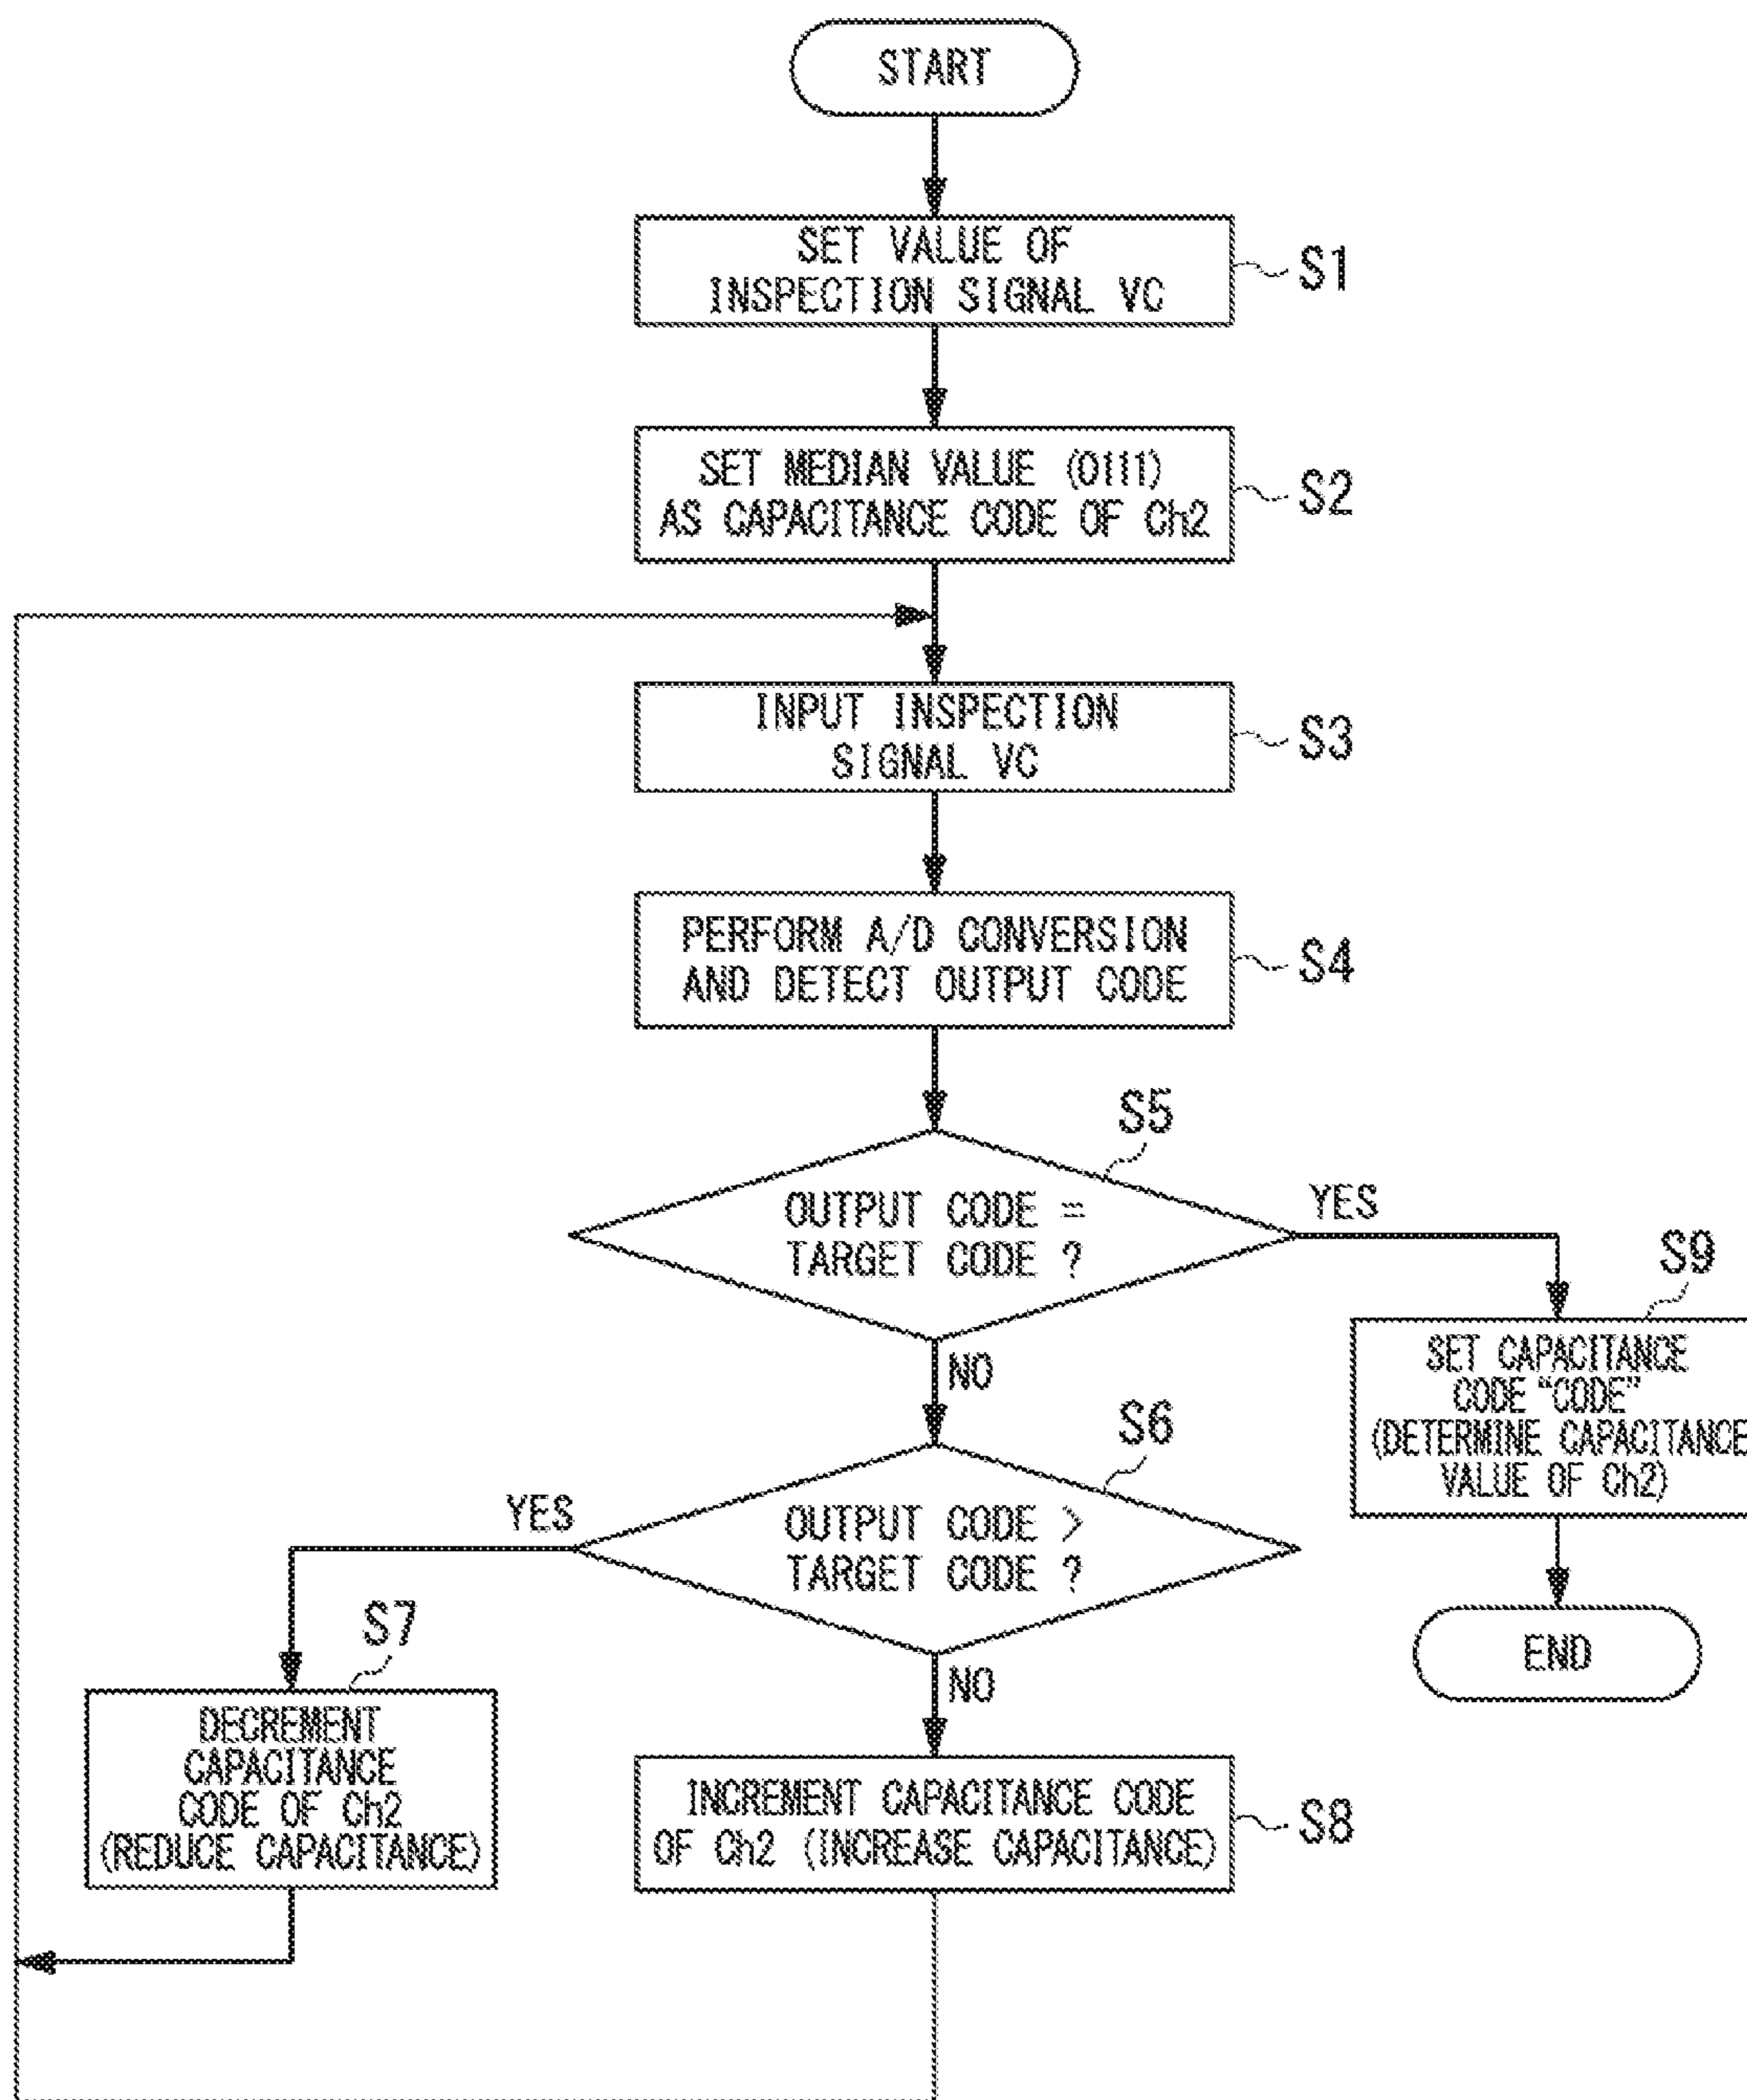 START
SET VALUE OF
INSPECTION SIGNAL VC
S1
SET MEDIAN VALUE (0111)
AS CAPACITANCE CODE OF Ch2
S2
INPUT INSPECTION
SIGNAL VC
S3
PERFORM A/D CONVERSION
AND DETECT OUTPUT CODE
S4
S5
OUTPUT CODE =
TARGET CODE ?
YES
NO
S9
SET CAPACITANCE
CODE "CODE"
(DETERMINE CAPACITANCE
VALUE OF Ch2)
END
S6
OUTPUT CODE >
TARGET CODE ?
YES
NO
S7
DECREMENT
CAPACITANCE
CODE OF Ch2
(REDUCE CAPACITANCE)
INCREMENT CAPACITANCE CODE
OF Ch2 (INCREASE CAPACITANCE)
S8